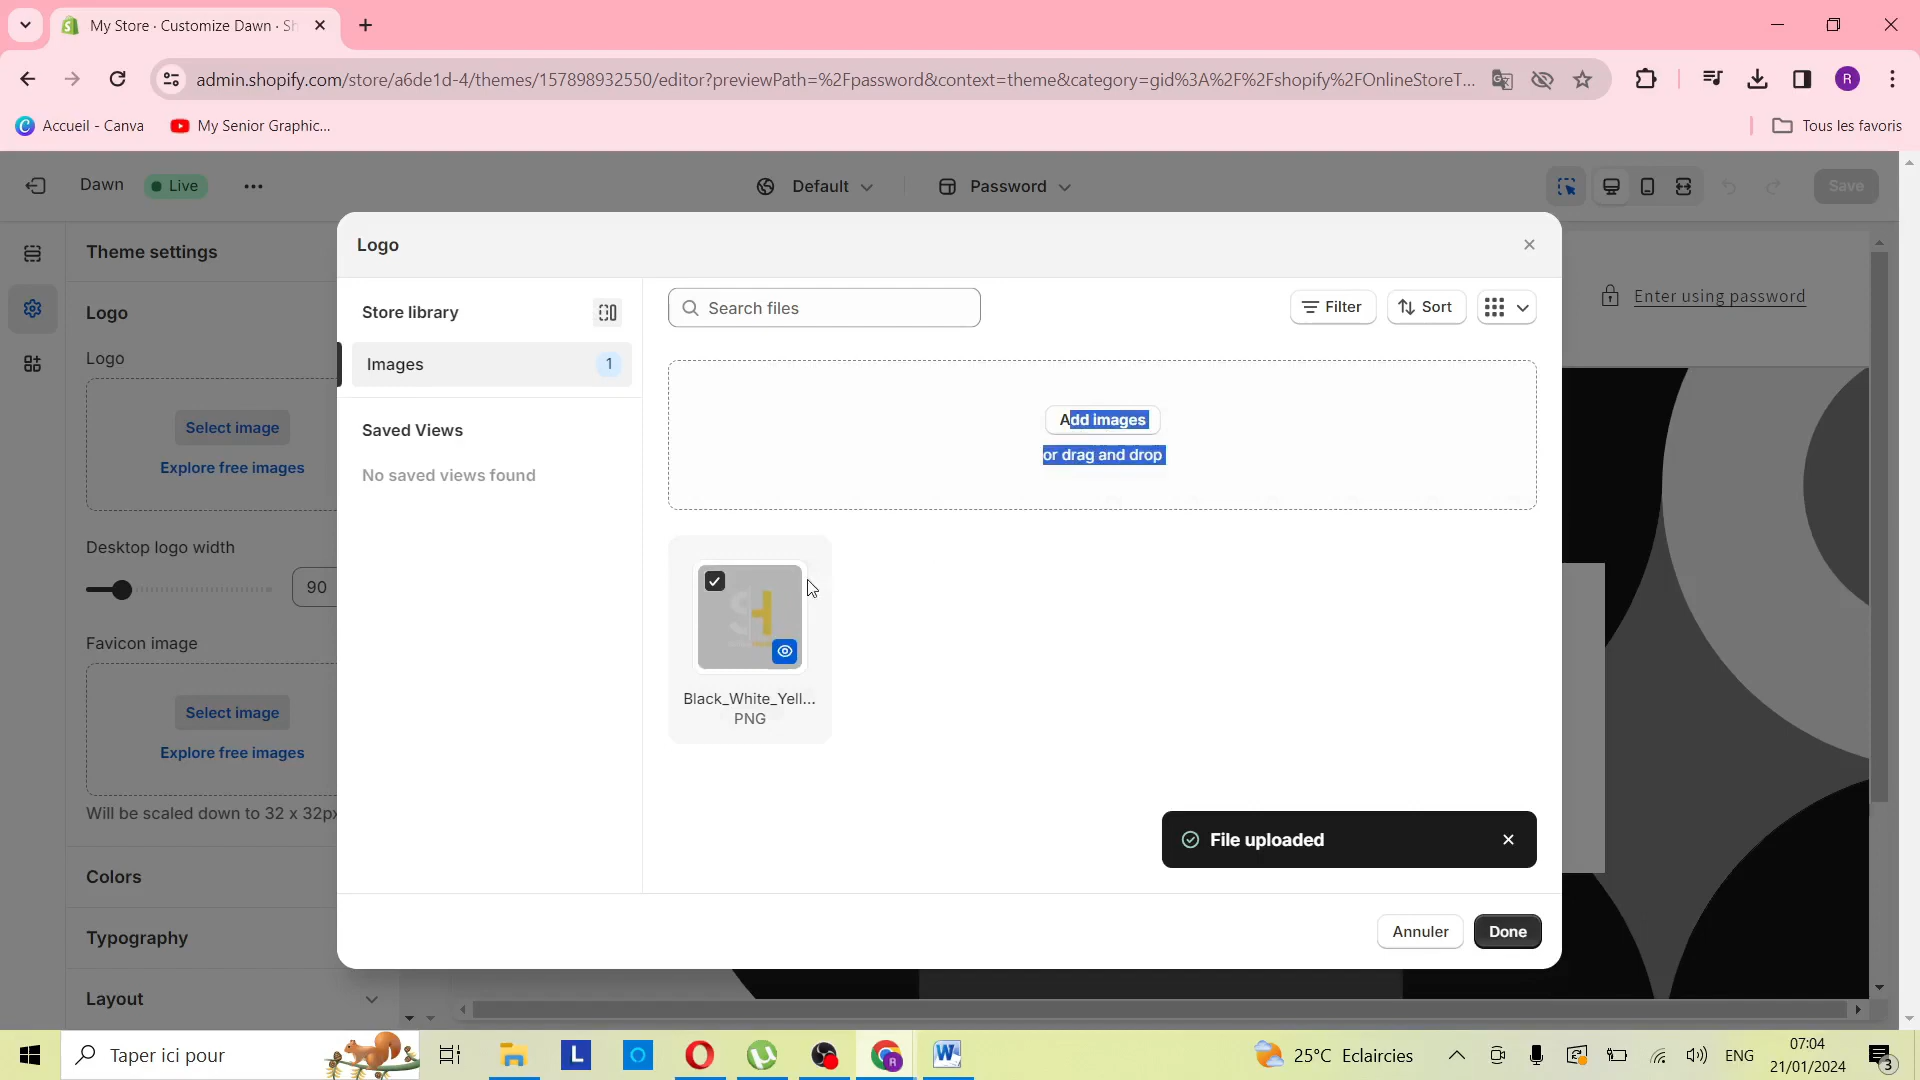 My Store · Customize Dawn · Sh
admin.shopify.com/store/a6de1d-4/themes/157898932550/editor?previewPath=%2Fpassword&context=theme&category=gid%3A%2F%2Fshopify%2FOnlineStoreT...
R
Accueil - Canva
My Senior Graphic...
Tous les favoris
Dawn
Live
Default
Password
Save
Theme settings
Logo
Logo
Select image
Explore free images
Desktop logo width
90
Favicon image
Select image
Explore free images
Will be scaled down to 32 x 32px
Colors
Typography
Layout
Logo
Store library
Images
1
Saved Views
No saved views found
Search files
Filter
Sort
Add images
or drag and drop
SH
Black_White_Yell...
PNG
File uploaded
Annuler
Done
Enter using password
Taper ici pour
L
W
25°C Eclaircies
ENG
07:04
21/01/2024
3